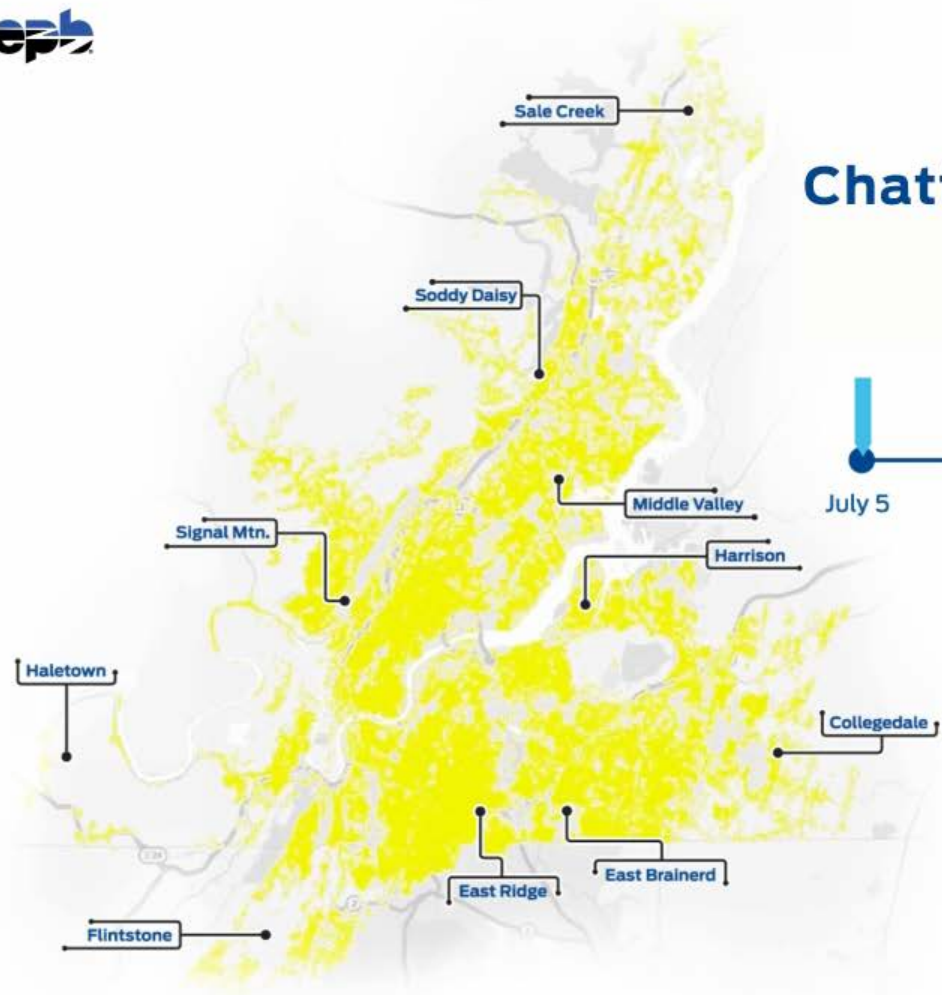 epb
Sale Creek
Chat
Soddy Daisy
July 5
Middle Valley
Signal Mtn.
Harrison
Haletown
Collegedale
East Brainerd
East Ridge
Flintstone